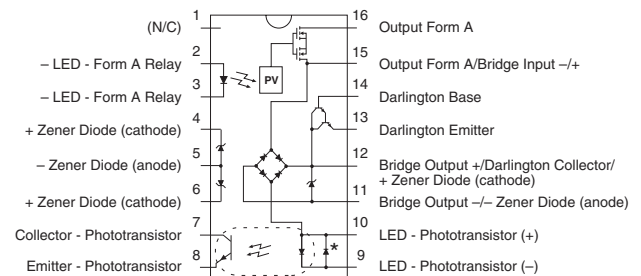 (N/C) 1 16 Output Form A
– LED - Form A Relay 2 15 Output Form A/Bridge Input –/+
PV
– LED - Form A Relay 3 14 Darlington Base
+ Zener Diode (cathode) 4 13 Darlington Emitter
– Zener Diode (anode) 5 12 Bridge Output +/Darlington Collector/
+ Zener Diode (cathode)
+ Zener Diode (cathode) 6 11 Bridge Output –/– Zener Diode (anode)
Collector - Phototransistor 7 10 LED - Phototransistor (+)
*
Emitter - Phototransistor 8 9 LED - Phototransistor (–)